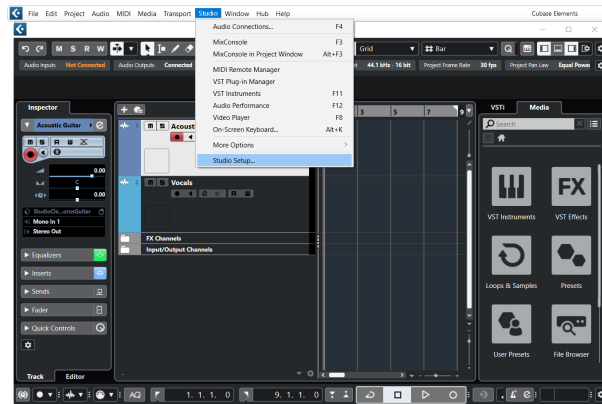 File Edit Project Audio MIDI Media Transport Studio Window Hub Help Cubase Elements
Audio Connections... F4
MixConsole F3
MixConsole in Project Window Alt+F3
MIDI Remote Manager
VST Plug-in Manager
VST Instruments F11
Audio Performance F12
Video Player F8
On-Screen Keyboard... Alt+K
More Options
Studio Setup...
M S R W Grid Bar Q
Audio Inputs Not Connected Audio Outputs Connected 44.1 kHz - 16 bit Project Frame Rate 30 fps Project Pan Law Equal Power
Inspector
Acoustic Guitar
M S R W
0.00
C
0.00
Mono In 1
Stereo Out
Equalizers
Inserts
Sends
Fader
Quick Controls
Track Editor
1 M S Acoust
2 M S Vocals
R W
FX Channels
Input/Output Channels
3 5 7 9
VSTi Media
Search
VST Instruments
FX
VST Effects
Loops & Samples
Presets
User Presets
File Browser
AQ 1. 1. 1. 0 9. 1. 1. 0